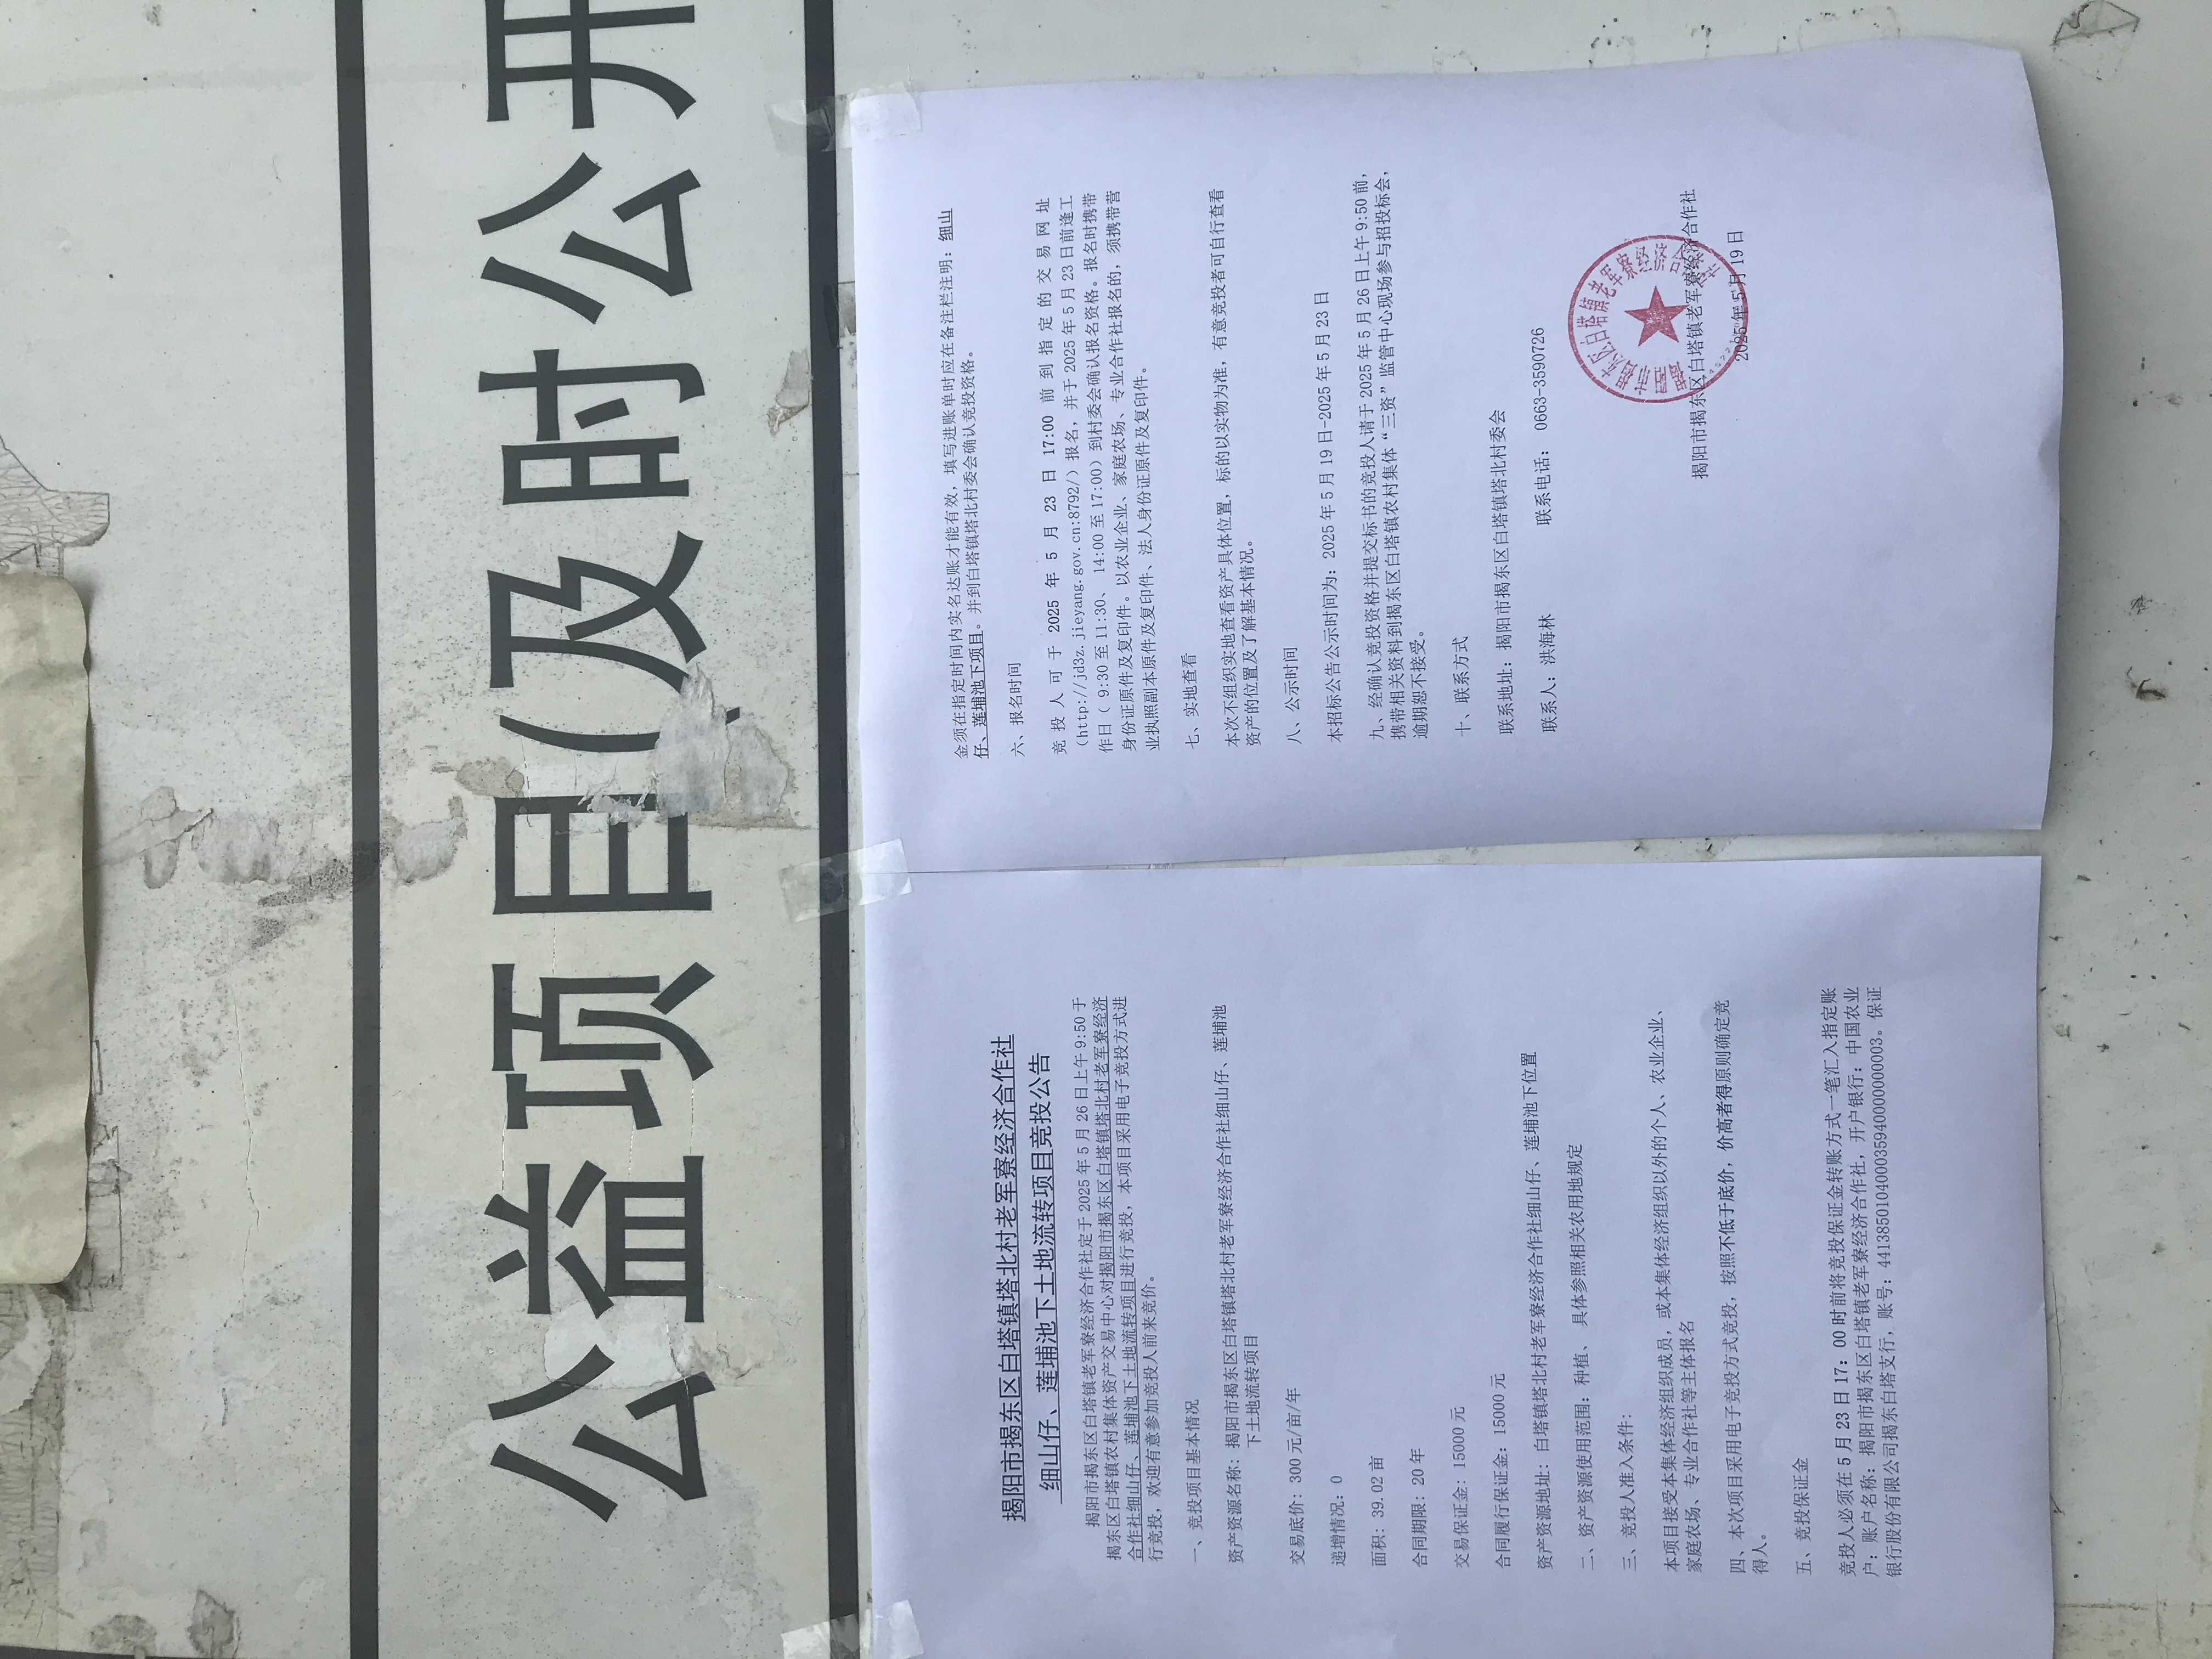 公益项目(及时公开
揭阳市揭东区白塔镇塔北村老军寮经济合作社
细山仔、莲埔池下土地流转项目竞投公告
揭阳市揭东区白塔镇老军寮经济合作社定于2025年5月26日上午9:50于
揭东区白塔镇农村集体资产交易中心对揭阳市揭东区白塔镇塔北村老军寮经济
合作社细山仔、莲埔池下土地流转项目进行竞投，本项目采用电子竞投方式进
行竞投，欢迎有意参加竞投人前来竞价。
一、竞投项目基本情况
资产资源名称：揭阳市揭东区白塔镇塔北村老军寮经济合作社细山仔、莲埔池
下土地流转项目
交易底价：300元/亩/年
递增情况：0
面积：39.02亩
合同期限：20年
交易保证金：15000元
合同履行保证金：15000元
资产资源地址：白塔镇塔北村老军寮经济合作社细山仔、莲埔池下位置
二、资产资源使用范围：种植、具体参照相关农用地规定
三、竞投人准入条件：
本项目接受本集体经济组织成员，或本集体经济组织以外的个人、农业企业、
家庭农场、专业合作社等主体报名
四、本次项目采用电子竞投方式竞投，按照不低于底价，价高者得原则确定竞
得人。
五、竞投保证金
竞投人必须在5月23日17：00时前将竞投保证金转账方式一笔汇入指定账
户：账户名称：揭阳市揭东区白塔镇老军寮经济合作社，开户银行：中国农业
银行股份有限公司揭东白塔支行，账号：44138501040003594000000003。保证
金须在指定时间内实名达账才能有效，填写进账单时应在备注栏注明：细山
仔、莲埔池下项目。并到白塔镇塔北村委会确认竞投资格。
六、报名时间
竞投人可于2025年5月23日17:00前到指定的交易网址
（http://jd3z.jieyang.gov.cn:8792/）报名，并于2025年5月23日前逢工
作日（9:30至11:30、14:00至17:00）到村委会确认报名资格。报名时携带
身份证原件及复印件。以农业企业、家庭农场、专业合作社报名的，须携带营
业执照副本原件及复印件、法人身份证原件及复印件。
七、实地查看
本次不组织实地查看资产具体位置，标的以实物为准，有意竞投者可自行查看
资产的位置及了解基本情况。
八、公示时间
本招标公告公示时间为：2025年5月19日-2025年5月23日
九、经确认竞投资格并提交标书的竞投人请于2025年5月26日上午9:50前，
携带相关资料到揭东区白塔镇农村集体“三资”监管中心现场参与招投标会，
逾期恕不接受。
十、联系方式
联系地址：揭阳市揭东区白塔镇塔北村委会
联系人：洪海林 联系电话：0663-3590726
揭阳市揭东区白塔镇老军寮经济合作社
2025年5月19日